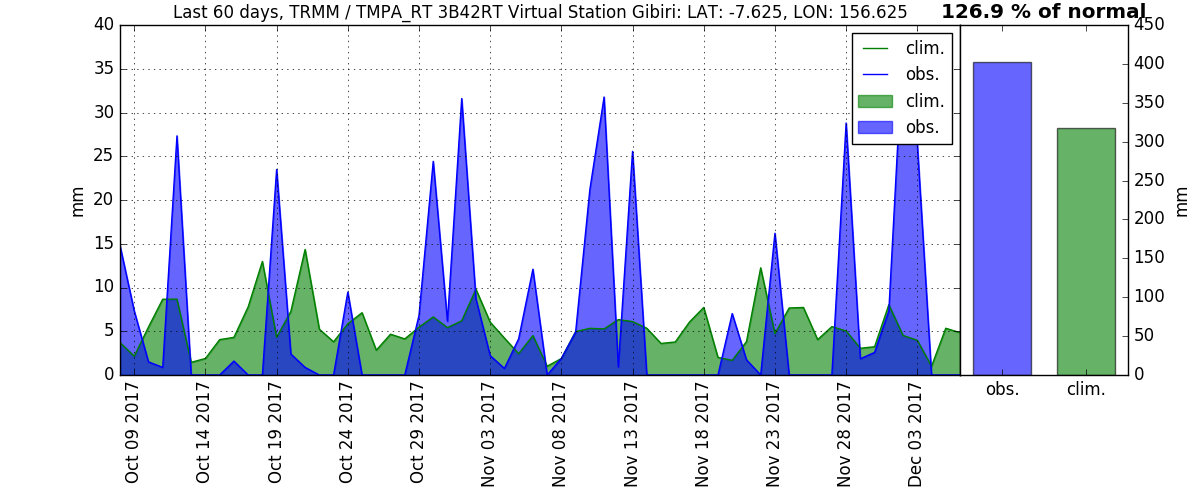 Last 60 days, TRMM / TMPA_RT 3B42RT Virtual Station Gibiri: LAT: -7.625, LON: 156.625
126.9 % of normal
40
35
30
25
20
15
10
5
0
mm
clim.
obs.
clim.
obs.
450
400
350
300
250
200
150
100
50
0
mm
obs.
clim.
Oct 09 2017
Oct 14 2017
Oct 19 2017
Oct 24 2017
Oct 29 2017
Nov 03 2017
Nov 08 2017
Nov 13 2017
Nov 18 2017
Nov 23 2017
Nov 28 2017
Dec 03 2017